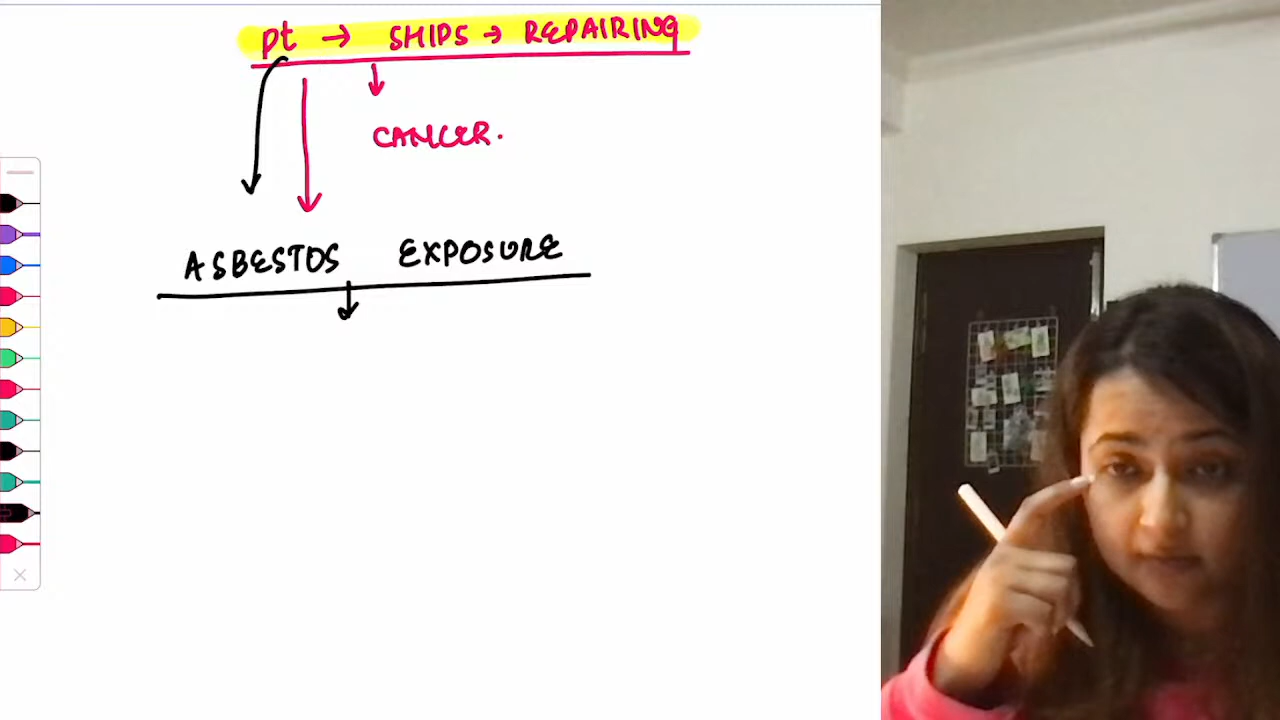 pt → SHIPS → REPAIRING
CANCER.
ASBESTOS EXPOSURE